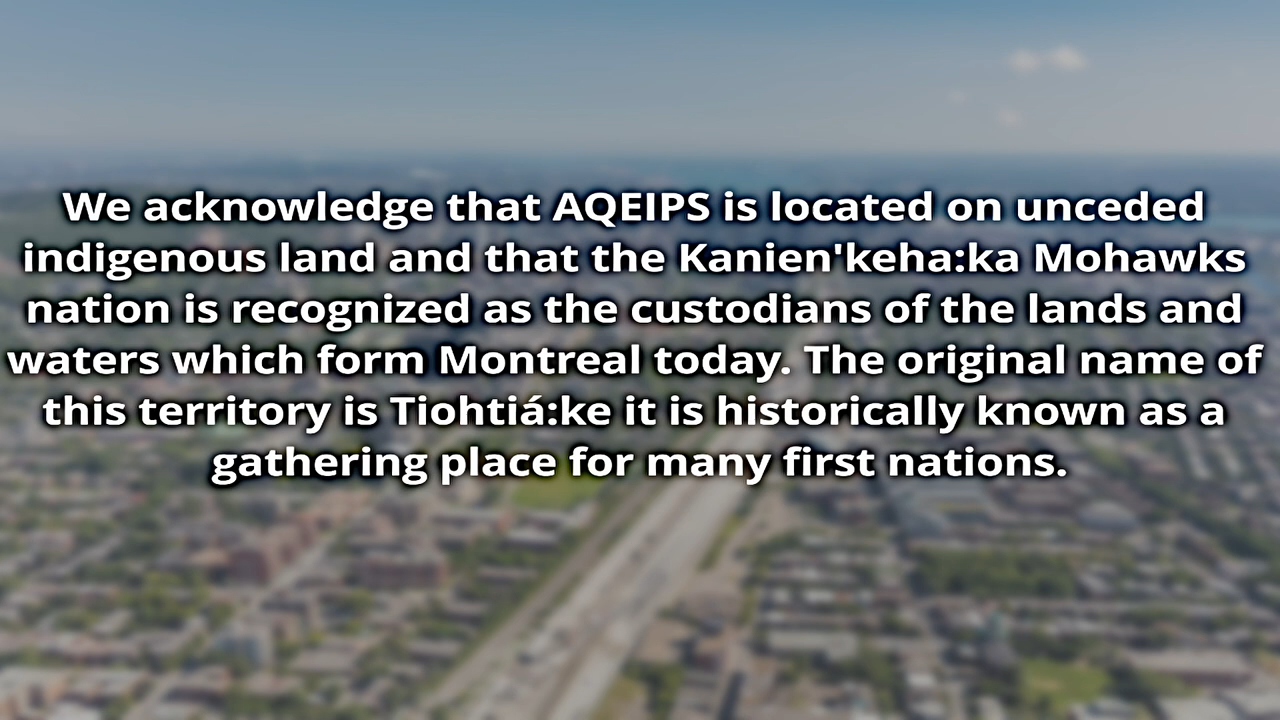 We acknowledge that AQEIPS is located on unceded
indigenous land and that the Kanien'keha:ka Mohawks
nation is recognized as the custodians of the lands and
waters which form Montreal today. The original name of
this territory is Tiohtiá:ke it is historically known as a
gathering place for many first nations.